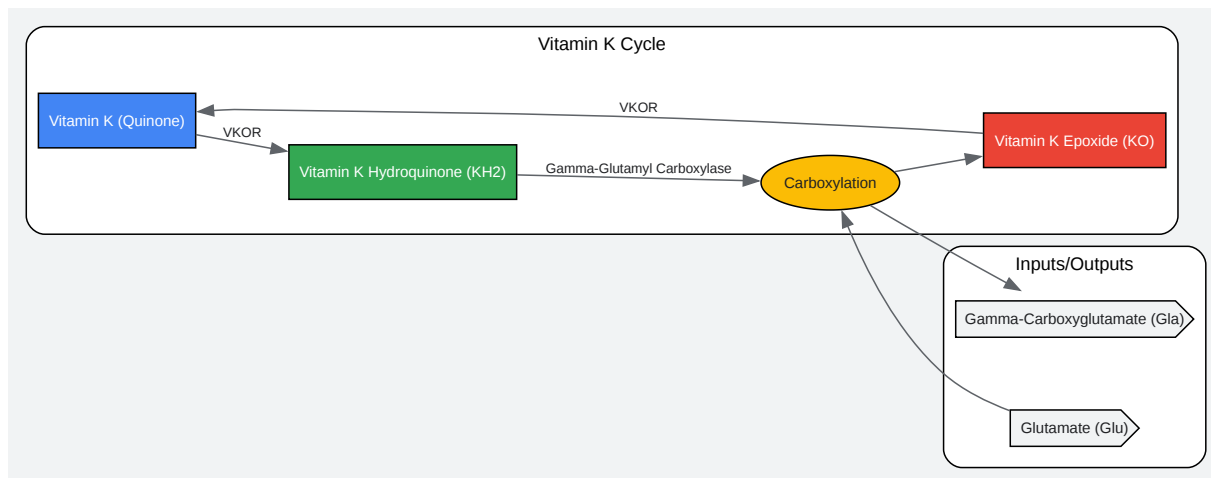 Vitamin K Cycle
VKOR
Vitamin K (Quinone)
VKOR
Vitamin K Epoxide (KO)
Vitamin K Hydroquinone (KH2)
Gamma-Glutamyl Carboxylase
Carboxylation
Inputs/Outputs
Gamma-Carboxyglutamate (Gla)
Glutamate (Glu)